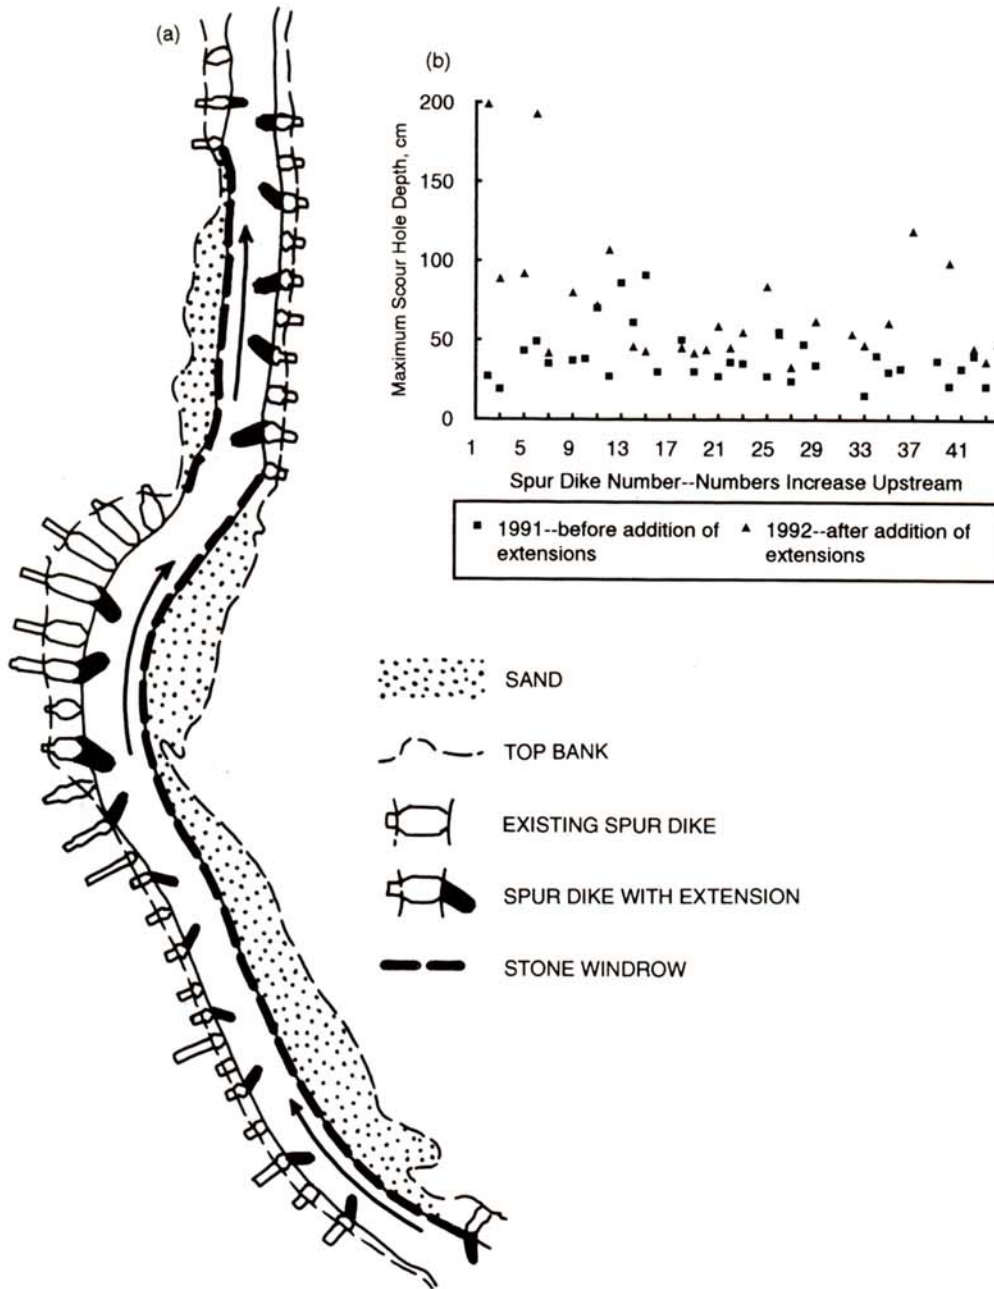 (a)
(b)
Maximum Scour Hole Depth, cm
200
150
100
50
0
1 5 9 13 17 21 25 29 33 37 41
Spur Dike Number--Numbers Increase Upstream
■ 1991--before addition of extensions
▲ 1992--after addition of extensions
SAND
TOP BANK
EXISTING SPUR DIKE
SPUR DIKE WITH EXTENSION
STONE WINDROW